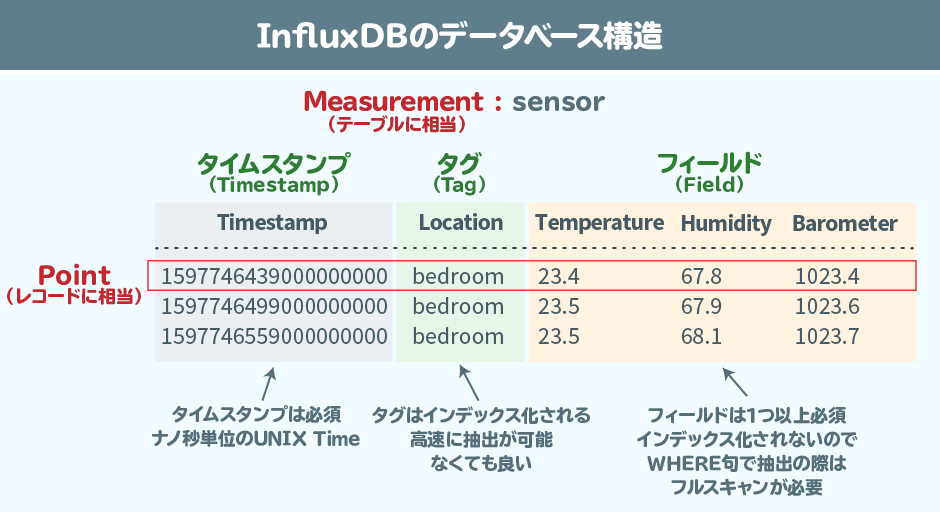 InfluxDBのデータベース構造
Measurement : sensor
（テーブルに相当）
タイムスタンプ タグ フィールド
（Timestamp） （Tag） （Field）
Timestamp Location Temperature Humidity Barometer
Point
（レコードに相当）
1597746439000000000 bedroom 23.4 67.8 1023.4
1597746499000000000 bedroom 23.5 67.9 1023.6
1597746559000000000 bedroom 23.5 68.1 1023.7
タイムスタンプは必須
ナノ秒単位のUNIX Time
タグはインデックス化される
高速に抽出が可能
なくても良い
フィールドは1つ以上必須
インデックス化されないので
WHERE句で抽出の際は
フルスキャンが必要